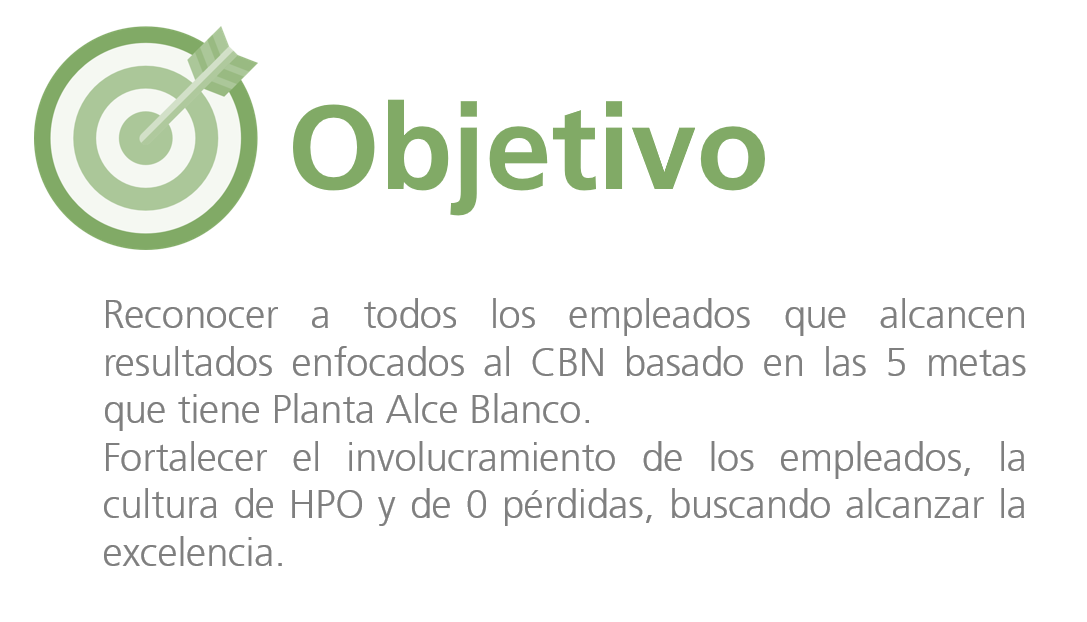 Objetivo
Reconocer a todos los empleados que alcancen
resultados enfocados al CBN basado en las 5 metas
que tiene Planta Alce Blanco.
Fortalecer el involucramiento de los empleados, la
cultura de HPO y de 0 pérdidas, buscando alcanzar la
excelencia.